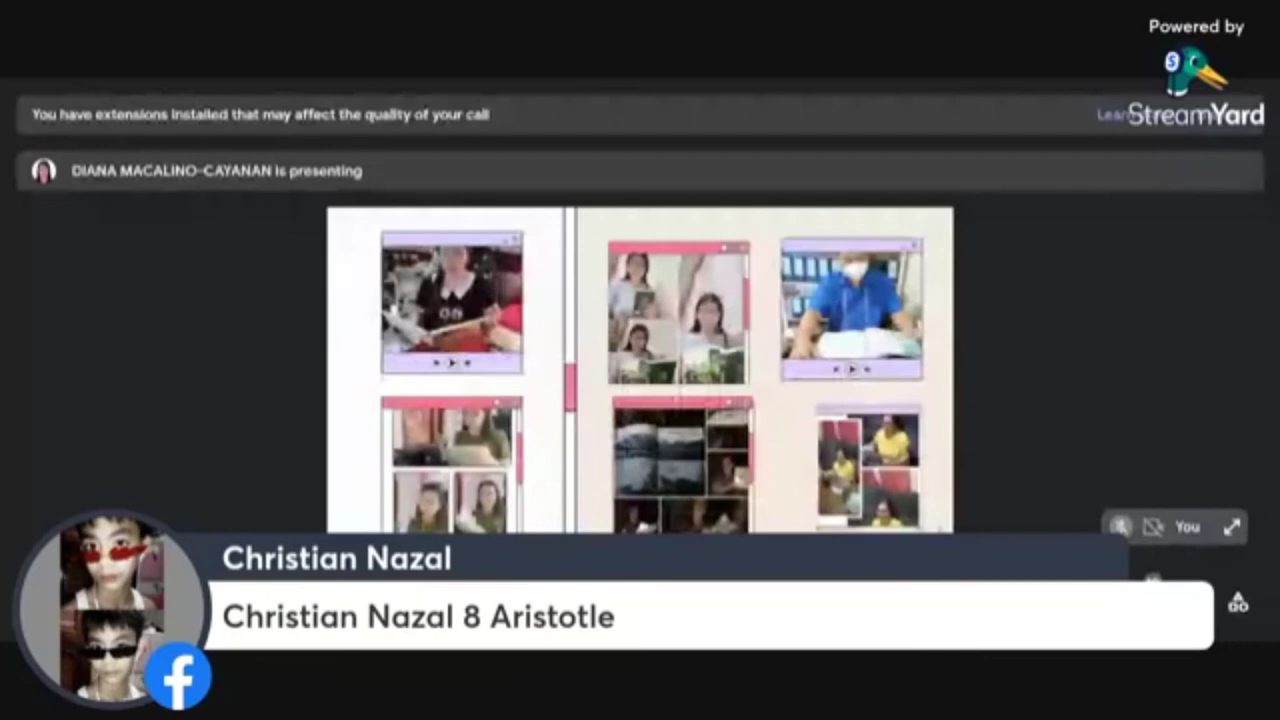 Powered by
StreamYard
You have extensions installed that may affect the quality of your call
DIANA MACALINO-CAYANAN is presenting
You
Christian Nazal
Christian Nazal 8 Aristotle